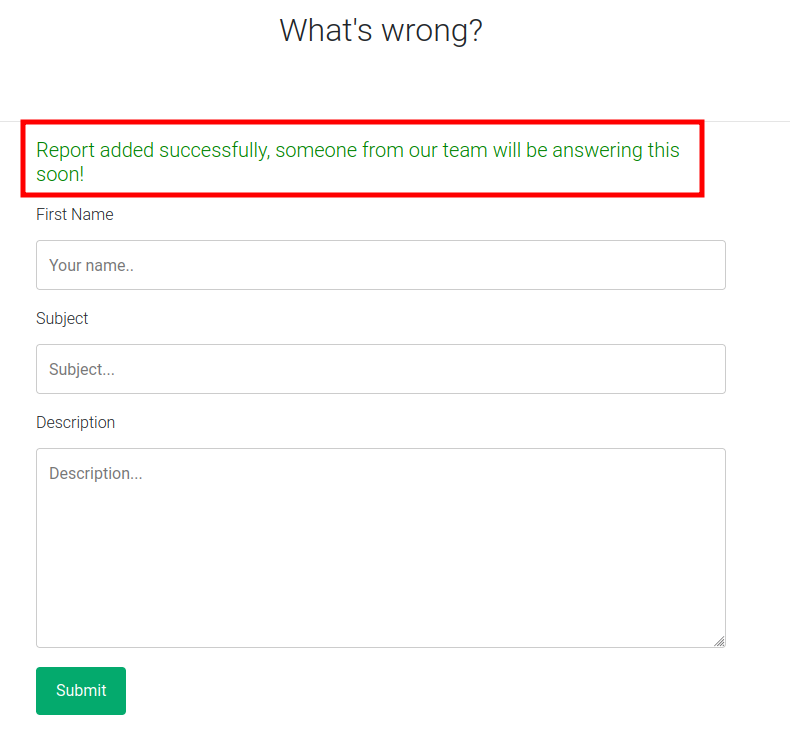 What's wrong?
Report added successfully, someone from our team will be answering this
soon!
First Name
Your name..
Subject
Subject...
Description
Description...
Submit